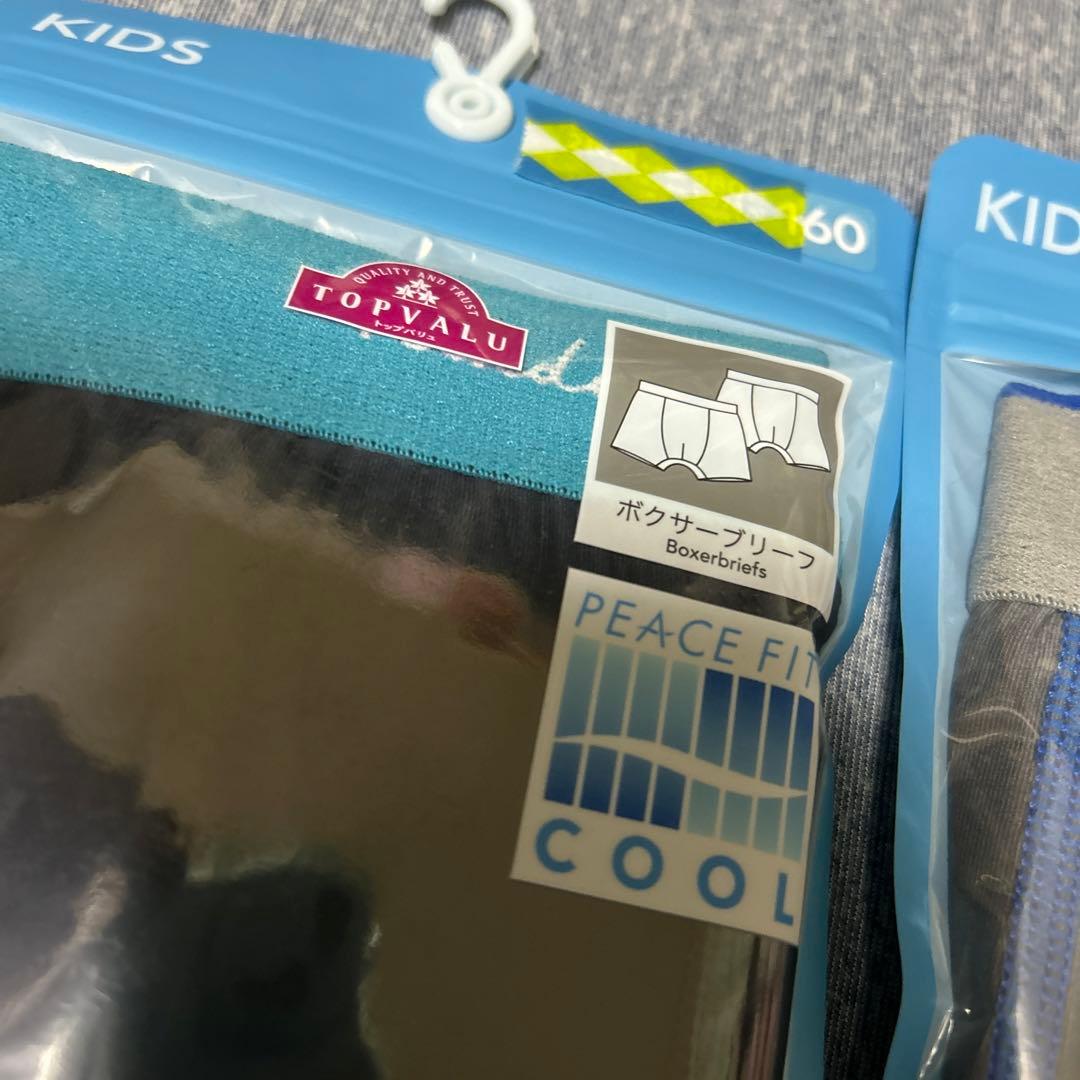 KIDS
160
KID
QUALITY AND TRUST
TOPVALU
トップバリュ
ボクサーブリーフ
Boxerbriefs
PEACE FIT
COOL